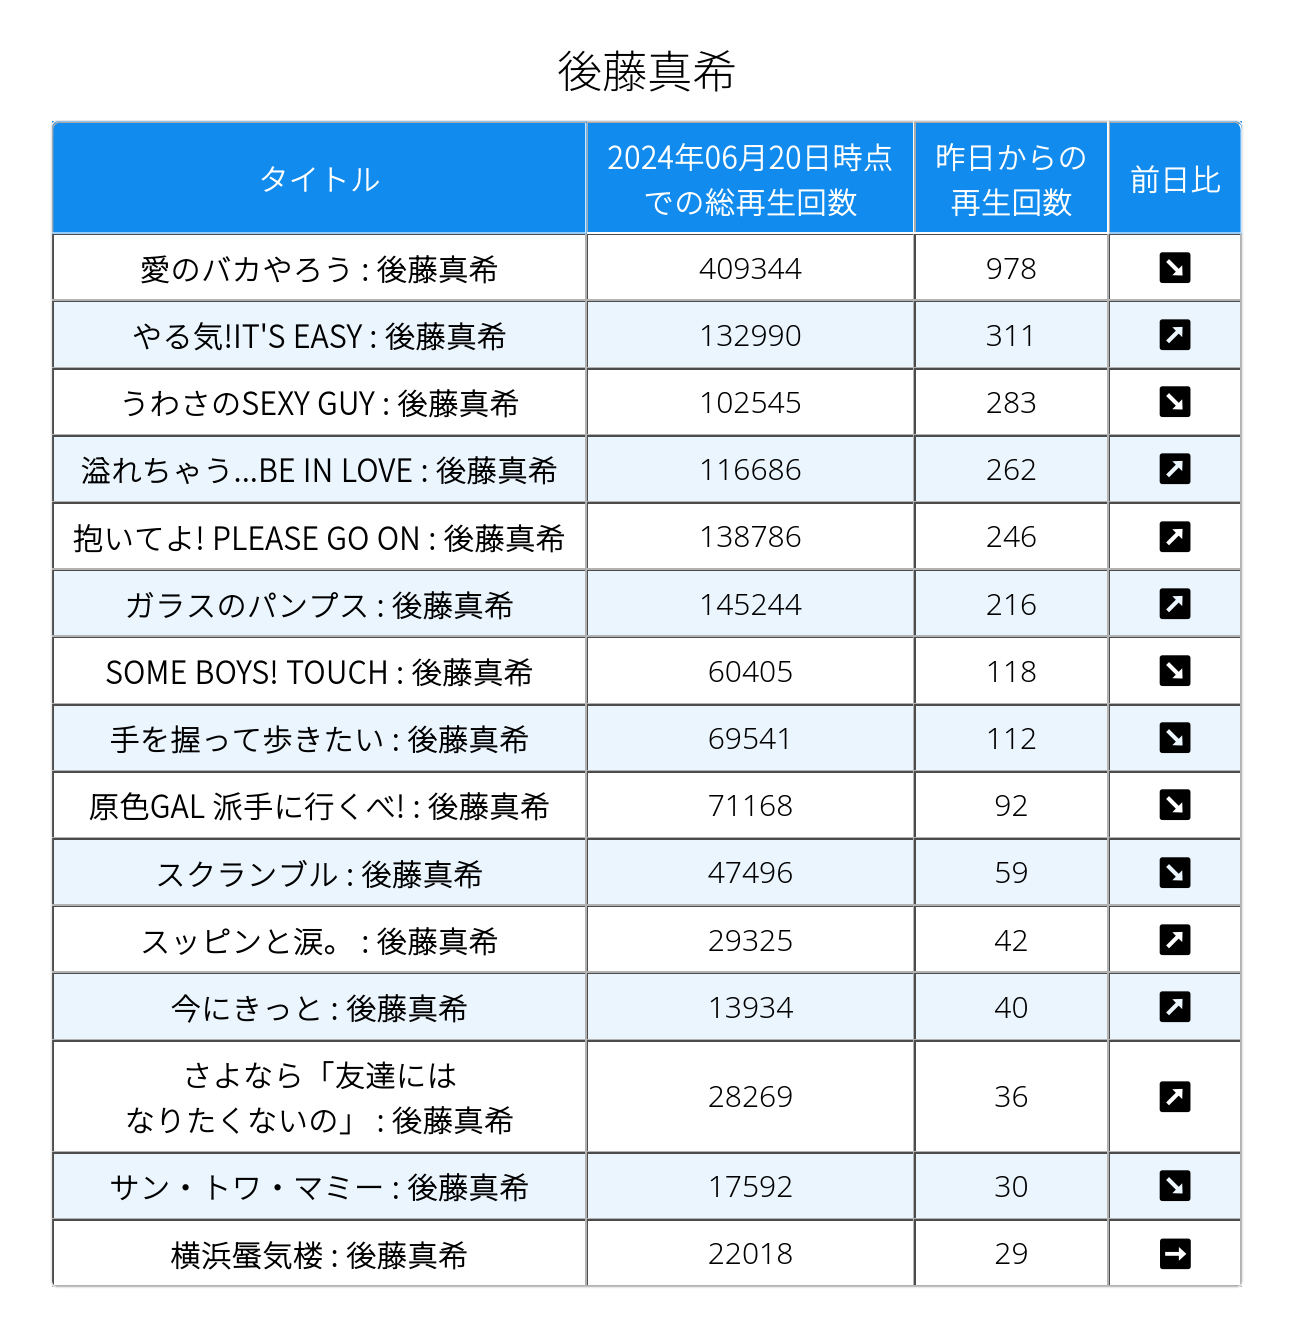 後藤真希
タイトル 2024年06月20日時点 昨日からの 前日比
での総再生回数 再生回数
愛のバカやろう : 後藤真希 409344 978 ↘
やる気!IT'S EASY : 後藤真希 132990 311 ↗
うわさのSEXY GUY : 後藤真希 102545 283 ↘
溢れちゃう...BE IN LOVE : 後藤真希 116686 262 ↗
抱いてよ! PLEASE GO ON : 後藤真希 138786 246 ↗
ガラスのパンプス : 後藤真希 145244 216 ↗
SOME BOYS! TOUCH : 後藤真希 60405 118 ↘
手を握って歩きたい : 後藤真希 69541 112 ↘
原色GAL 派手に行くべ! : 後藤真希 71168 92 ↘
スクランブル : 後藤真希 47496 59 ↘
スッピンと涙。 : 後藤真希 29325 42 ↗
今にきっと : 後藤真希 13934 40 ↗
さよなら「友達には
なりたくないの」 : 後藤真希 28269 36 ↗
サン・トワ・マミー : 後藤真希 17592 30 ↘
横浜蜃気楼 : 後藤真希 22018 29 →